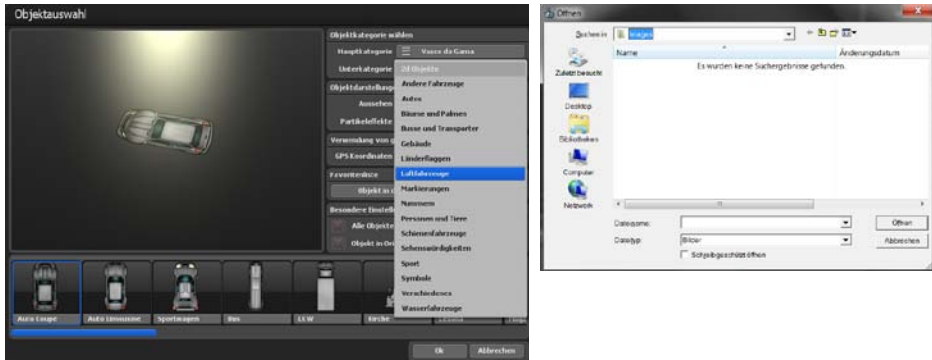 Objektauswahl
Objektkategorie wählen
Hauptkategorie Vasco da Gama
Unterkategorie 2d Objekte
Andere Fahrzeuge
Autos
Bäume und Palmen
Busse und Transporter
Gebäude
Länderflaggen
Luftfahrzeuge
Markierungen
Nummern
Personen und Tiere
Schienenfahrzeuge
Sehenswürdigkeiten
Sport
Symbole
Verschiedenes
Wasserfahrzeuge
Objektdarstellung
Aussehen
Partikeleffekte
Verwendung von
GPS Koordinaten
Favoritenliste
Objekt in
Besondere Einstell
Alle Objekte
Objekt in Ori
Auto Coupe
Auto Limousine
Sportwagen
Bus
LKW
Kirche
Cessna
Ok
Abbrechen
Öffnen
Suchen in: images
Name
Änderungsdatum
Es wurden keine Suchergebnisse gefunden.
Zuletzt besucht
Desktop
Bibliotheken
Computer
Netzwerk
Dateiname:
Öffnen
Dateityp: Bilder
Abbrechen
Schreibgeschützt öffnen